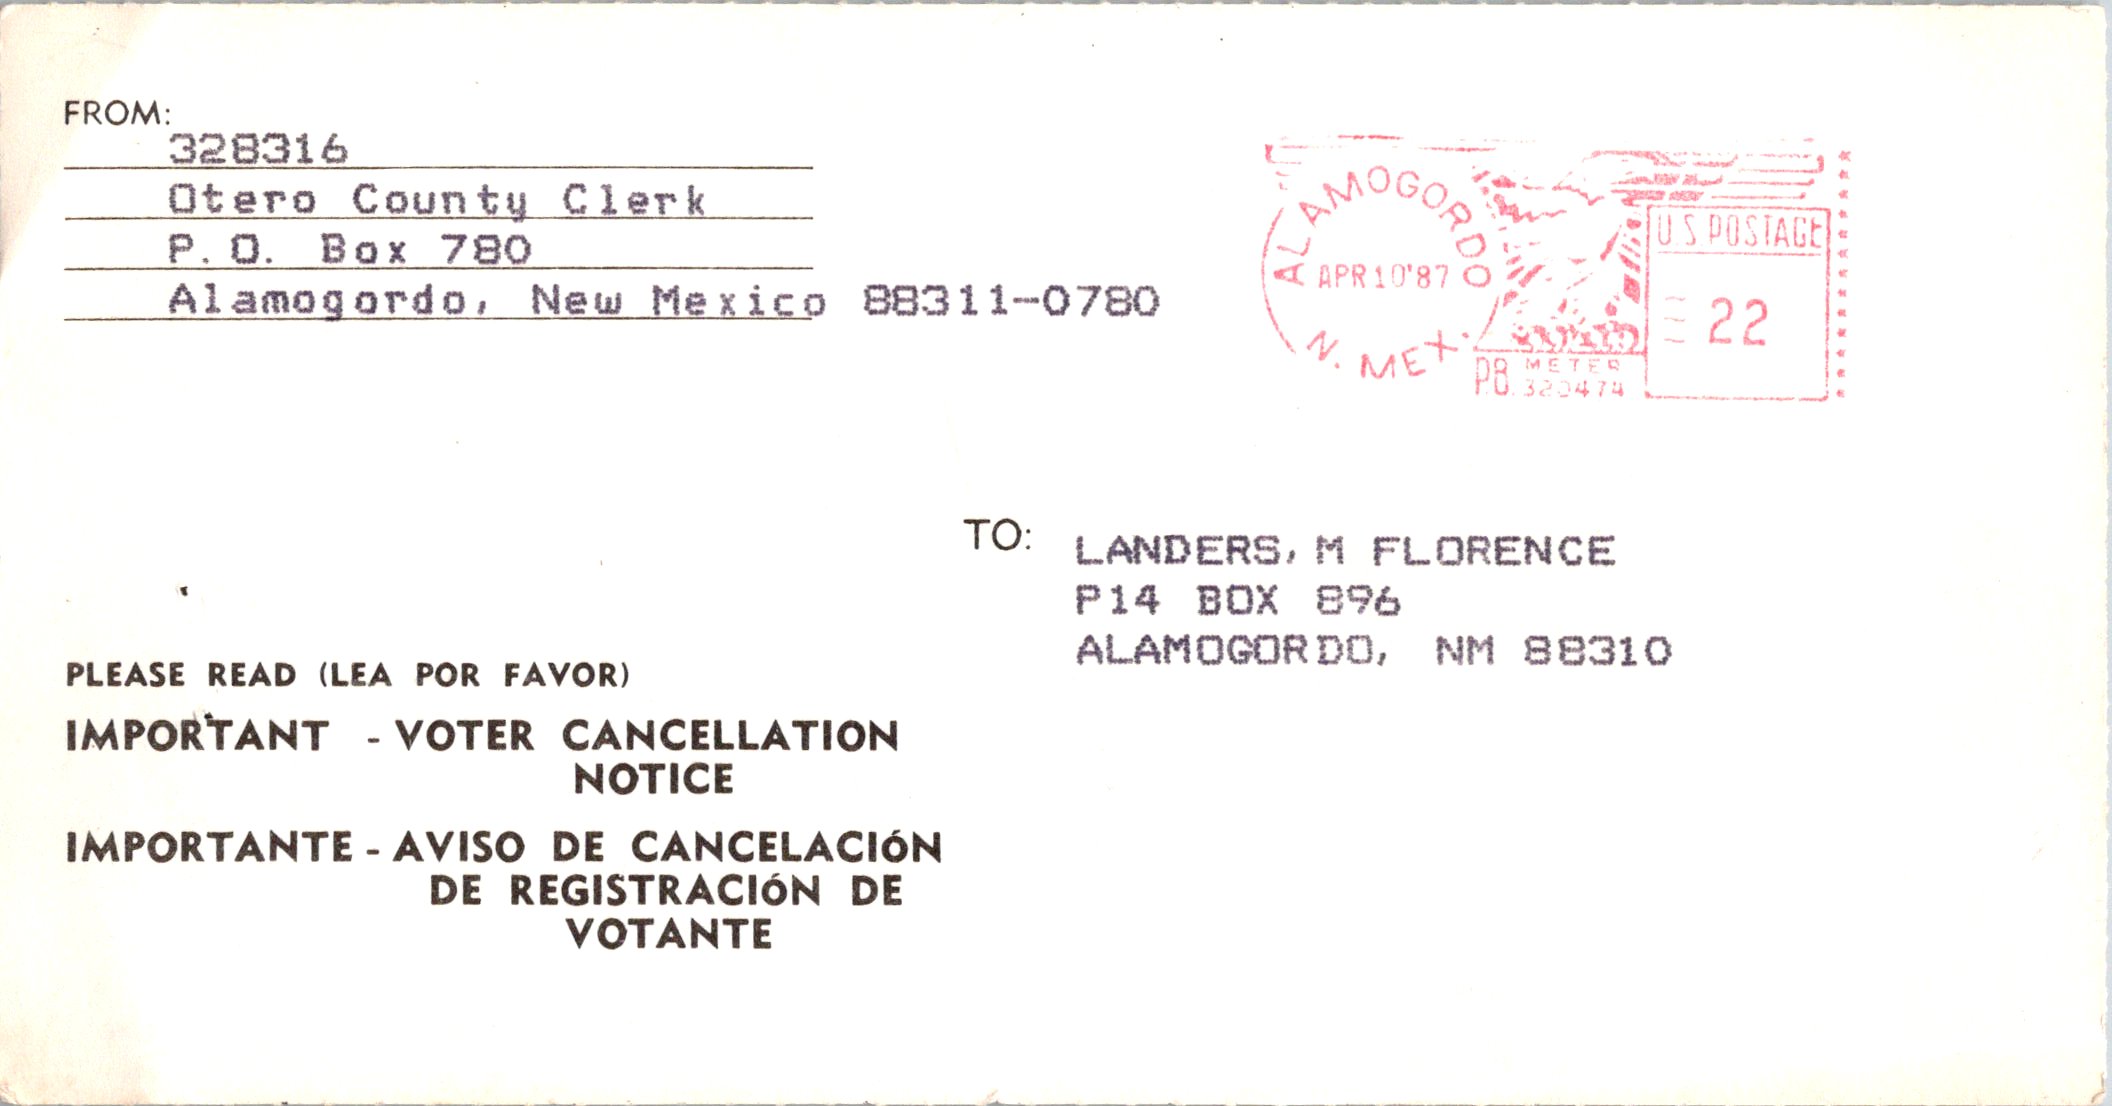 FROM:
328316
Otero County Clerk
P.O. Box 780
Alamogordo, New Mexico 88311-0780
ALAMOGORDO
APR 10 '87
N. MEX.
U.S. POSTAGE
22
P.B. METER
320474
TO:
LANDERS, M FLORENCE
P14 BOX 896
ALAMOGORDO, NM 88310
PLEASE READ (LEA POR FAVOR)
IMPORTANT - VOTER CANCELLATION
NOTICE
IMPORTANTE - AVISO DE CANCELACIóN
DE REGISTRACIóN DE
VOTANTE